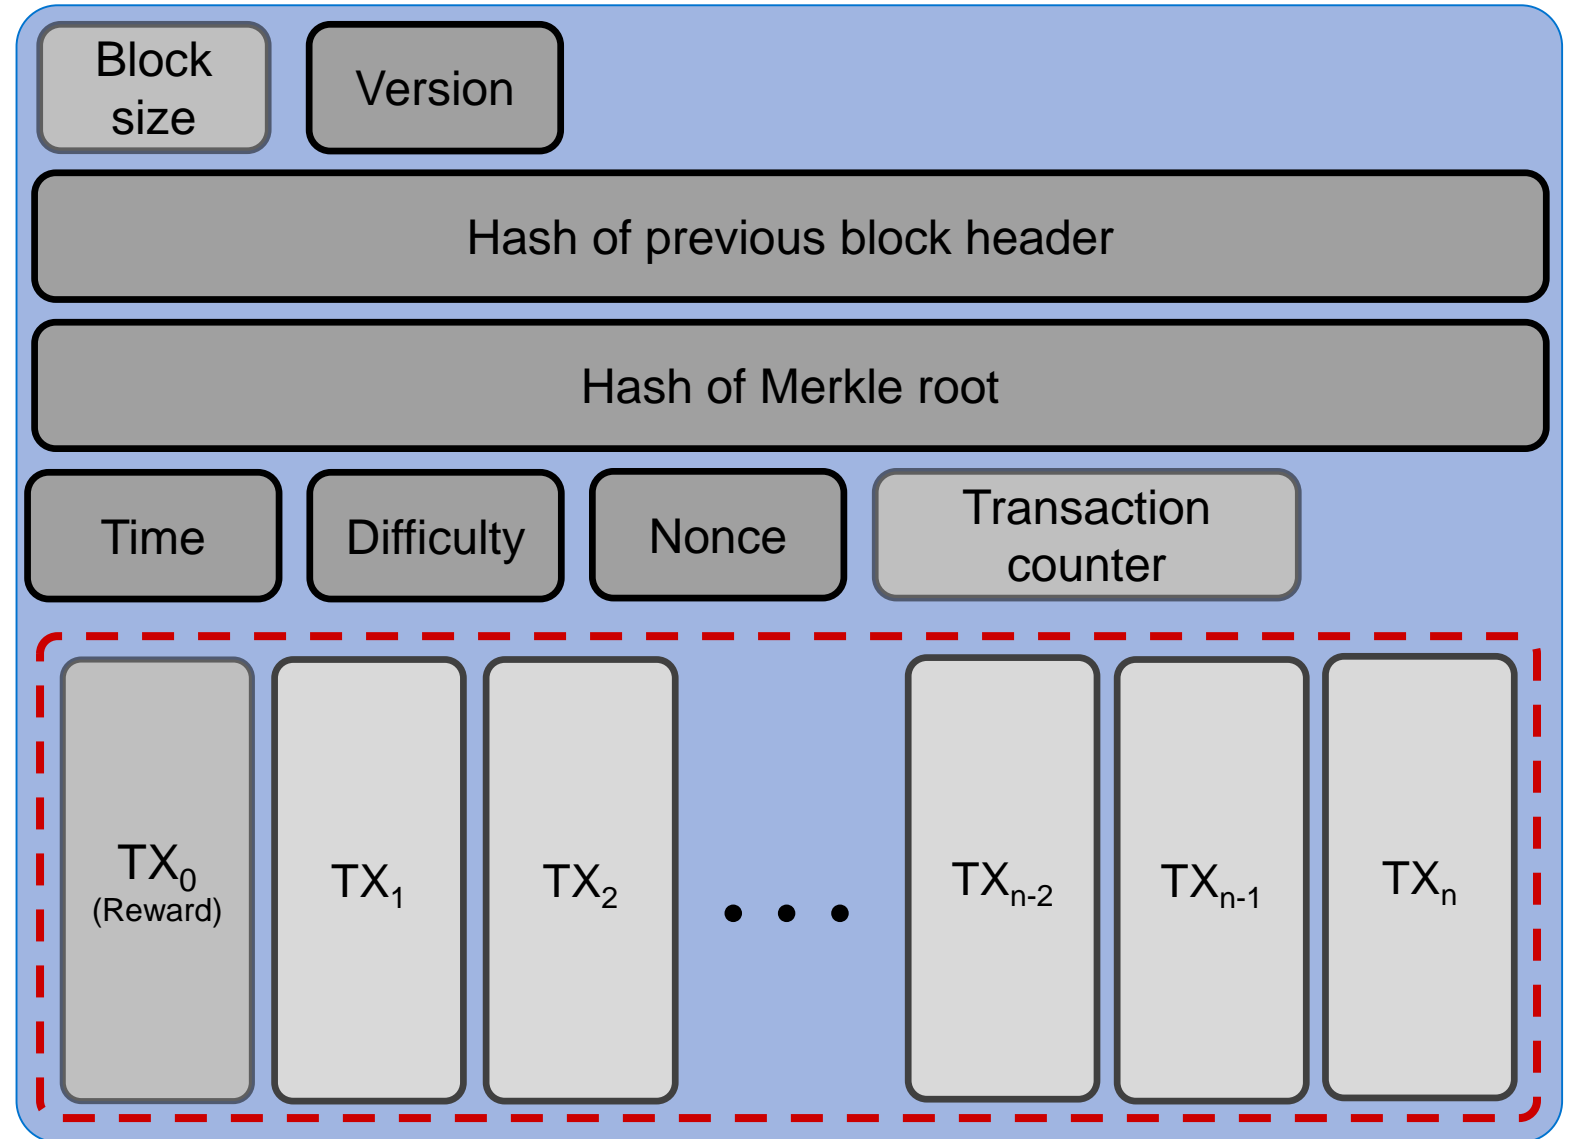 Block
size
Version
Hash of previous block header
Hash of Merkle root
Time
Difficulty
Nonce
Transaction
counter
TX₀
(Reward)
TX₁
TX₂
. . .
TXₙ₋₂
TXₙ₋₁
TXₙ